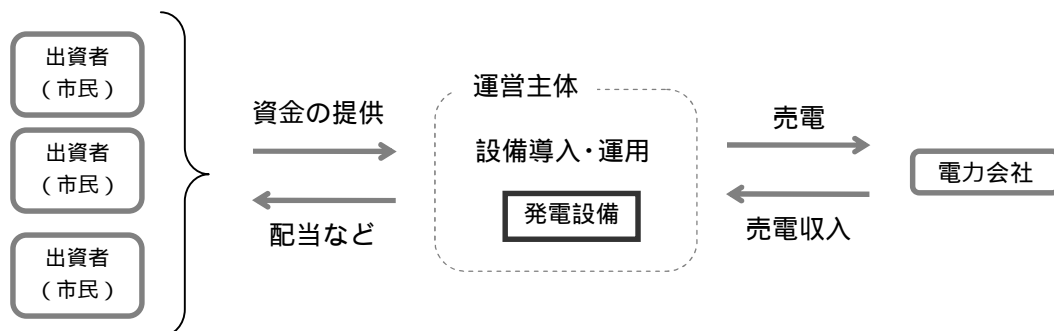 出資者
(市民)
出資者
(市民)
出資者
(市民)
資金の提供
配当など
運営主体
設備導入・運用
発電設備
売電
売電収入
電力会社